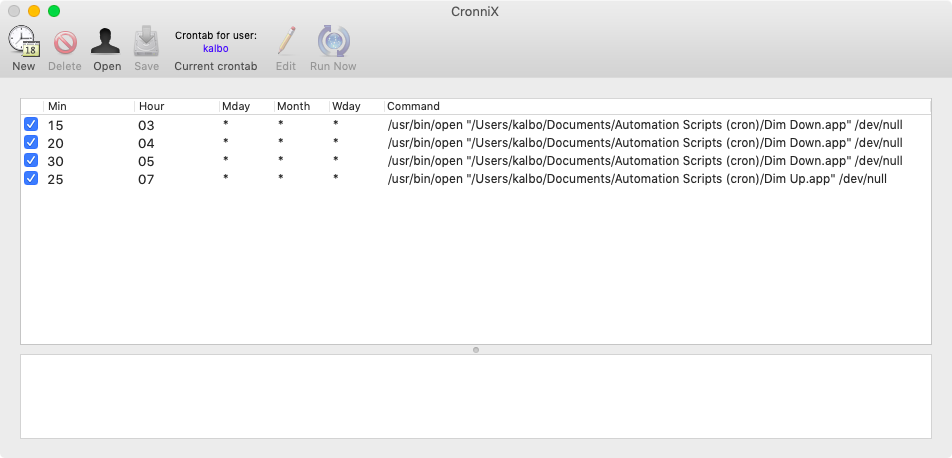 CronniX
18
New Delete Open Save Crontab for user: kalbo Current crontab Edit Run Now
Min Hour Mday Month Wday Command
15 03 * * * /usr/bin/open "/Users/kalbo/Documents/Automation Scripts (cron)/Dim Down.app" /dev/null
20 04 * * * /usr/bin/open "/Users/kalbo/Documents/Automation Scripts (cron)/Dim Down.app" /dev/null
30 05 * * * /usr/bin/open "/Users/kalbo/Documents/Automation Scripts (cron)/Dim Down.app" /dev/null
25 07 * * * /usr/bin/open "/Users/kalbo/Documents/Automation Scripts (cron)/Dim Up.app" /dev/null